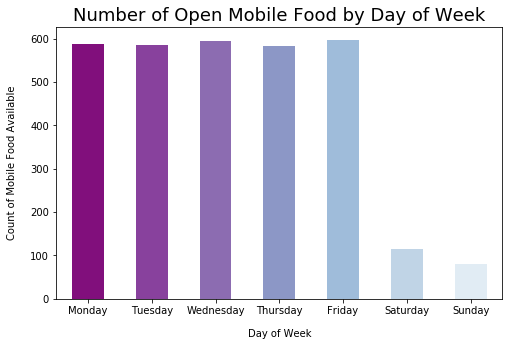 Number of Open Mobile Food by Day of Week
Count of Mobile Food Available
600
500
400
300
200
100
0
Monday Tuesday Wednesday Thursday Friday Saturday Sunday
Day of Week